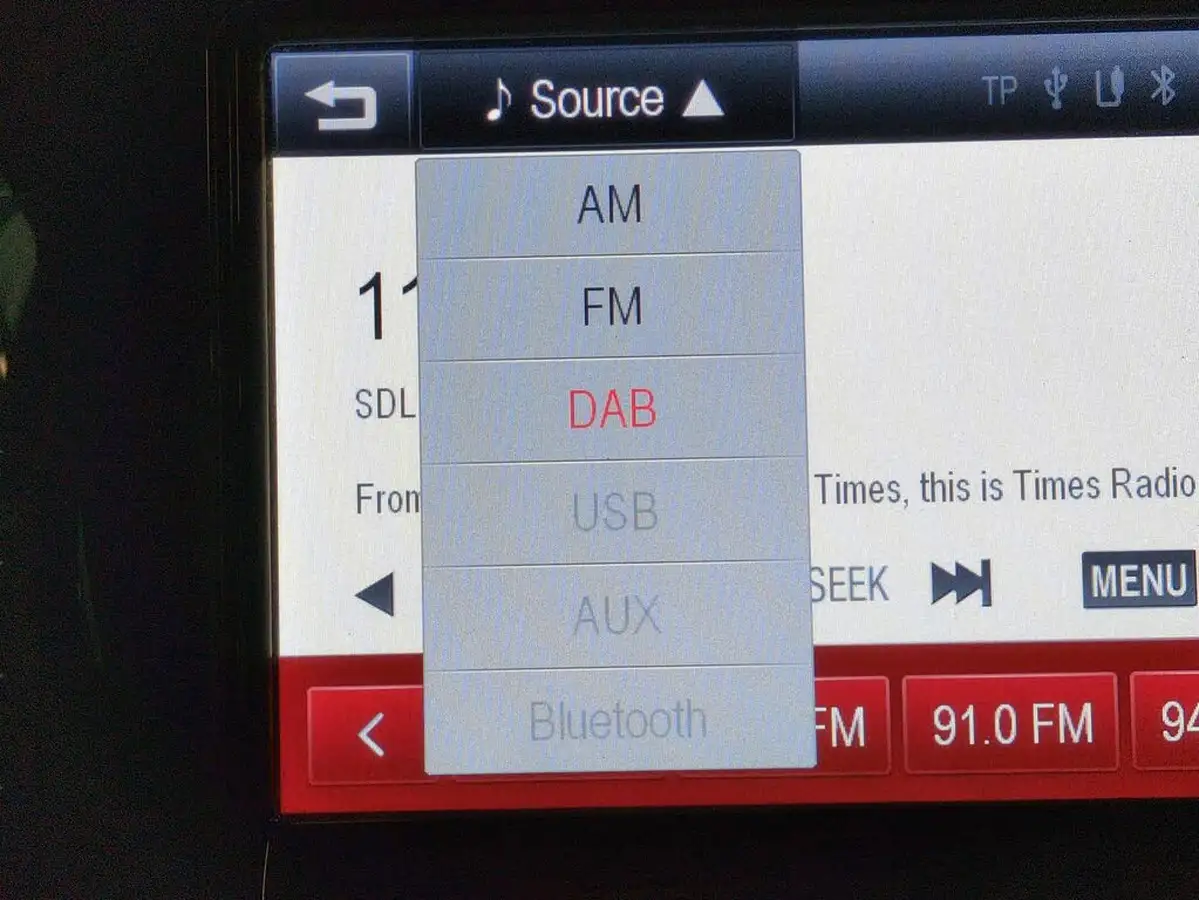 Source
TP
AM
FM
DAB
USB
AUX
Bluetooth
11
SDL
From
Times, this is Times Radio
SEEK
MENU
FM
91.0 FM
94